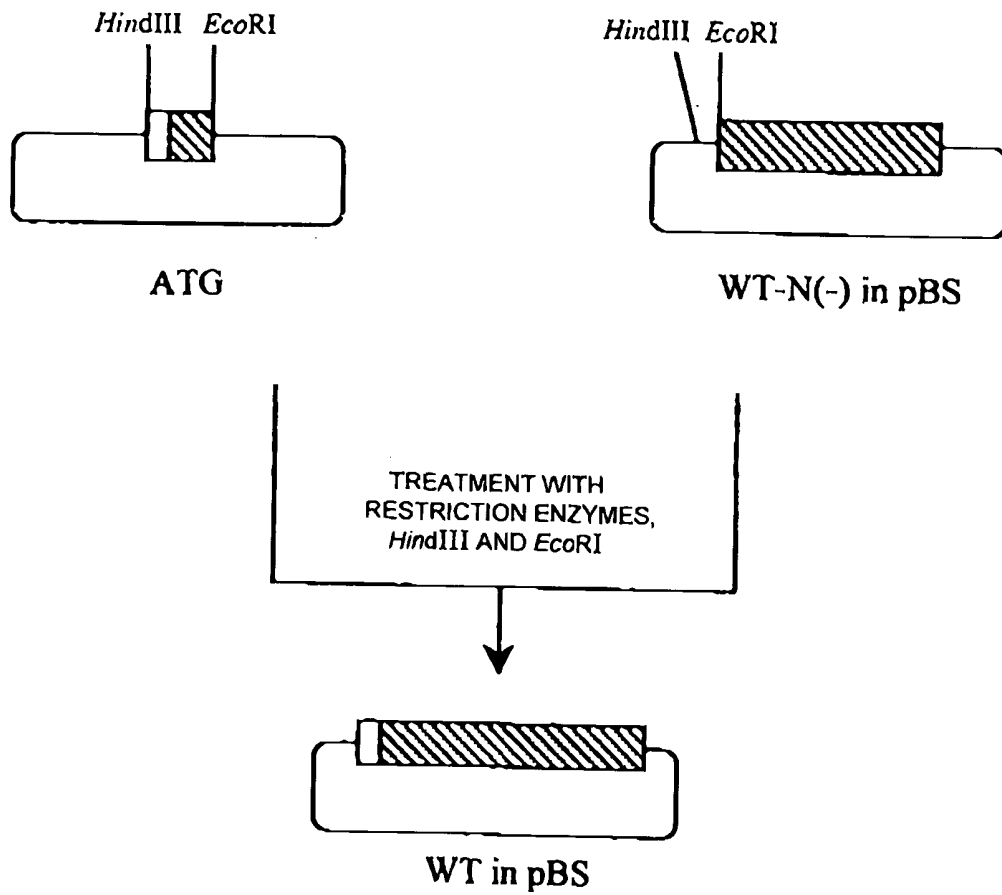 HindIII EcoRI
HindIII EcoRI
ATG
WT-N(-) in pBS
TREATMENT WITH
RESTRICTION ENZYMES,
HindIII AND EcoRI
WT in pBS